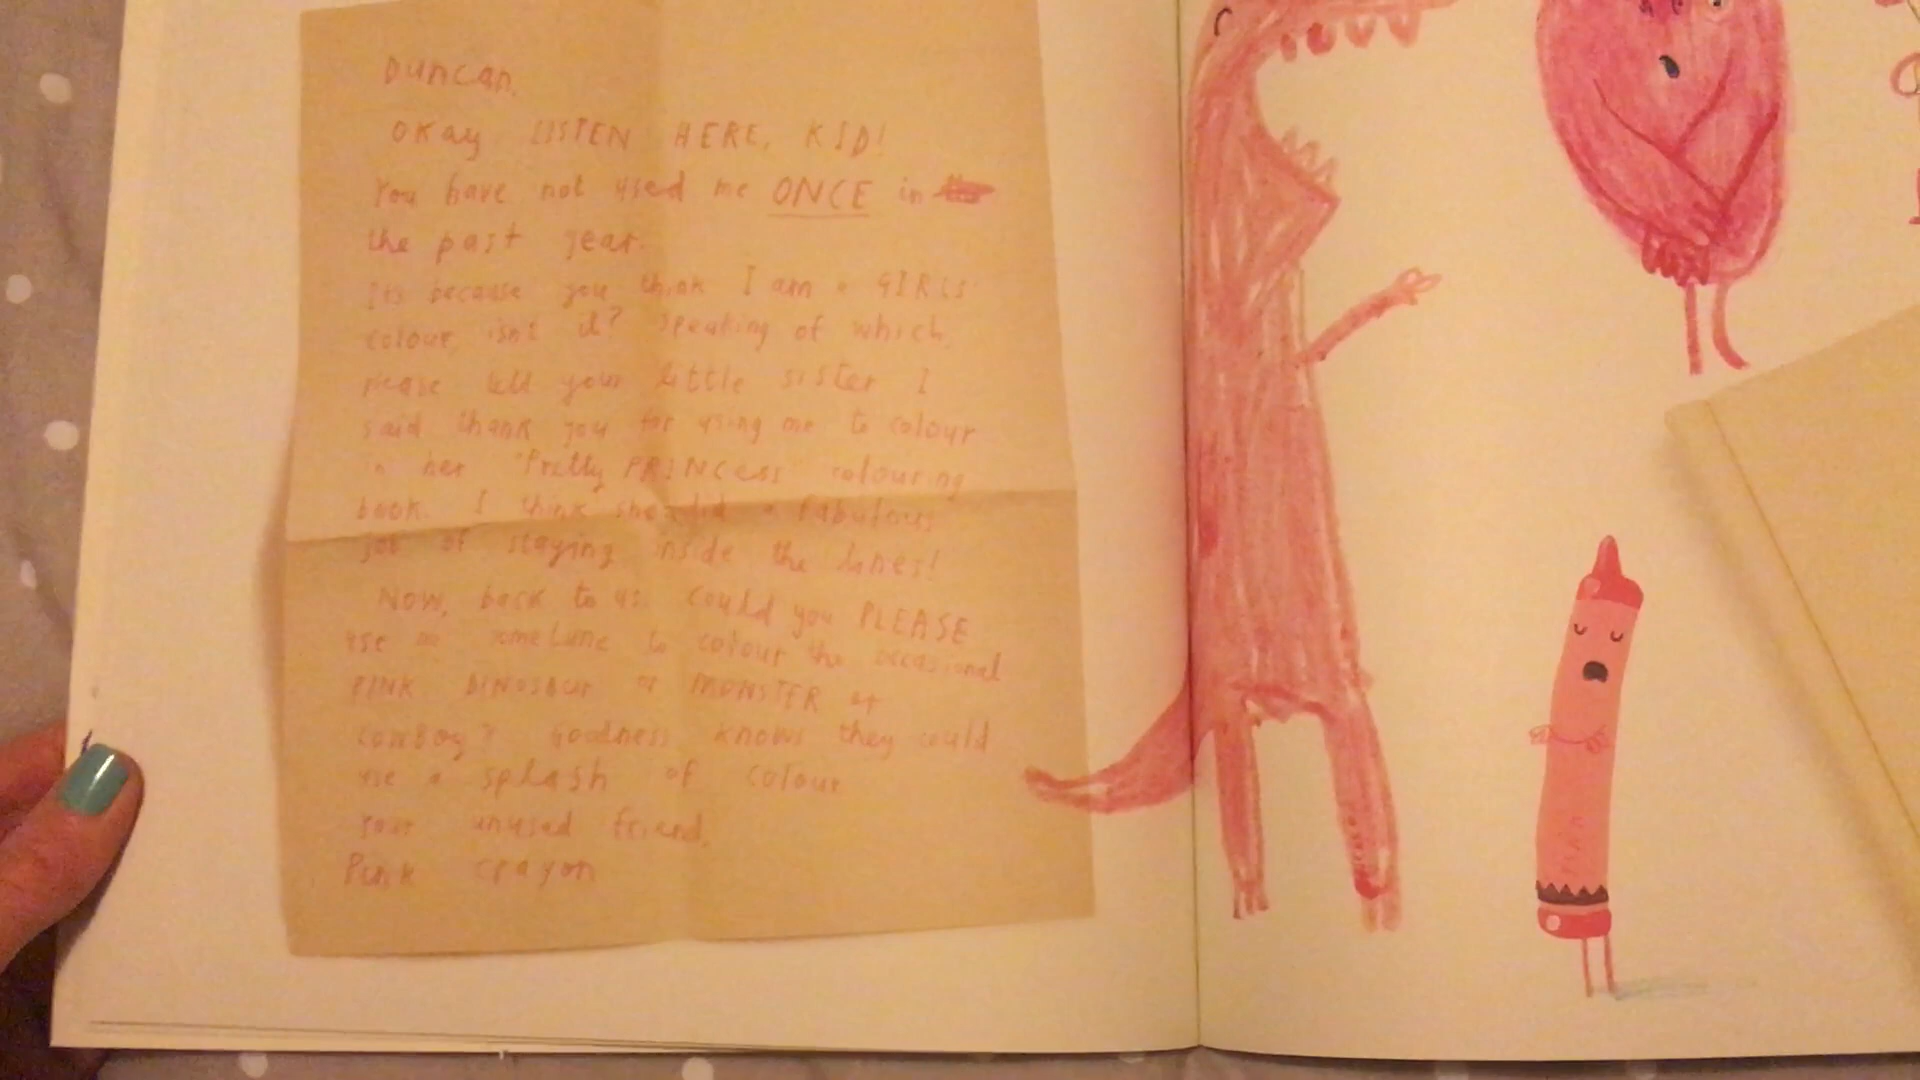 Duncan,
Okay, LISTEN HERE, KID!
You have not used me ONCE in
the past year.
Its because you think I am a GIRLS
colour, isnt it? Speaking of which,
please tell your little sister I
said thank you for using me to colour
in her "Pretty PRINCess" colouring
book. I think she did a fabulous
job of staying inside the lines!
Now, back to us. Could you PLEASE
use me sometime to colour the occasional
PINK DINOSaur or MONSTER or
cowBoy? Goodness knows they could
use a splash of colour
Your unused friend,
Pink crayon
PINK